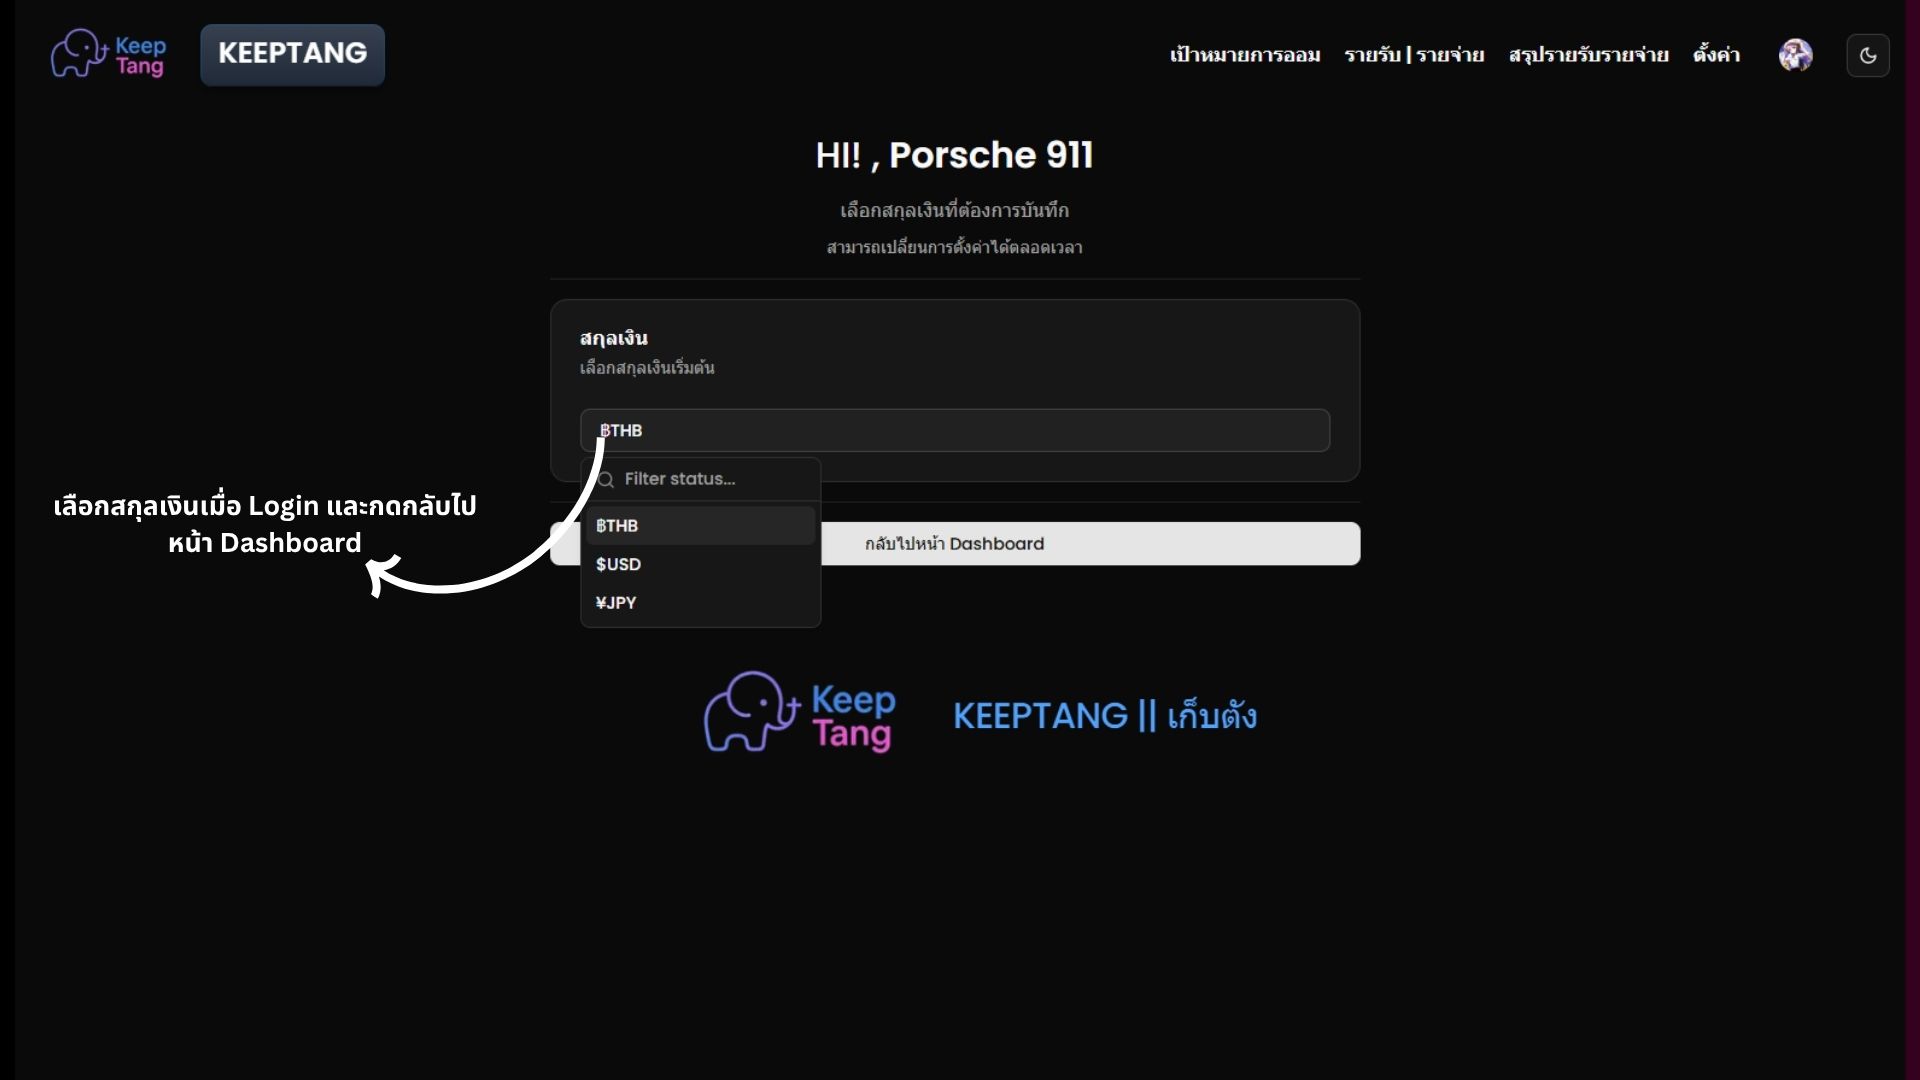 Keep
Tang
KEEPTANG
เป้าหมายการออม
รายรับ | รายจ่าย
สรุปรายรับรายจ่าย
ตั้งค่า
HI! , Porsche 911
เลือกสกุลเงินที่ต้องการบันทึก
สามารถเปลี่ยนการตั้งค่าได้ตลอดเวลา
สกุลเงิน
เลือกสกุลเงินเริ่มต้น
฿THB
Filter status...
฿THB
$USD
¥JPY
กลับไปหน้า Dashboard
เลือกสกุลเงินเมื่อ Login และกดกลับไป
หน้า Dashboard
Keep
Tang
KEEPTANG || เก็บตัง